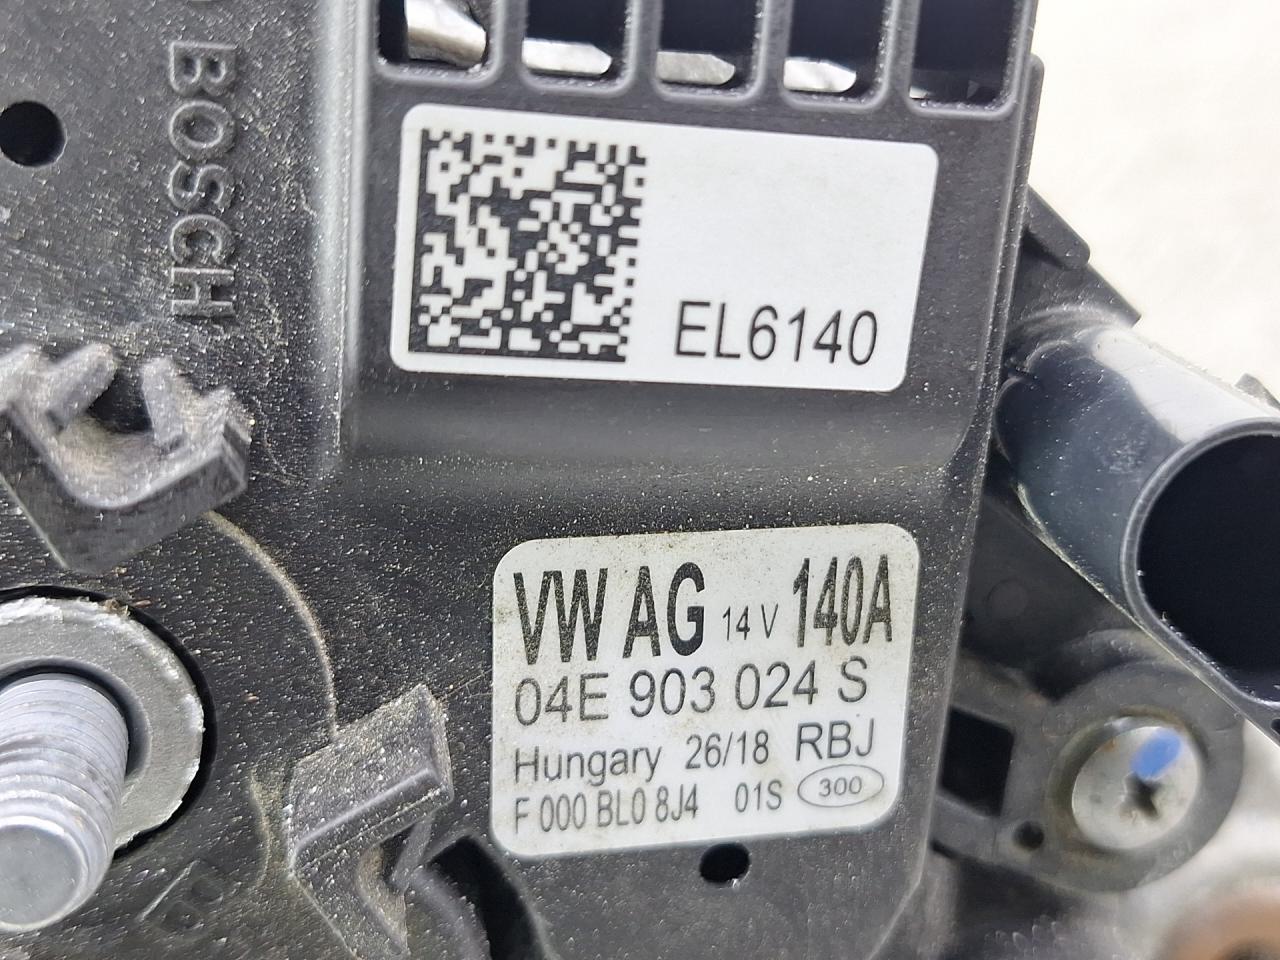 BOSCH
EL6140
VW AG 14 V 140A
04E 903 024 S
Hungary 26/18 RBJ
F 000 BL0 8J4 01S 300